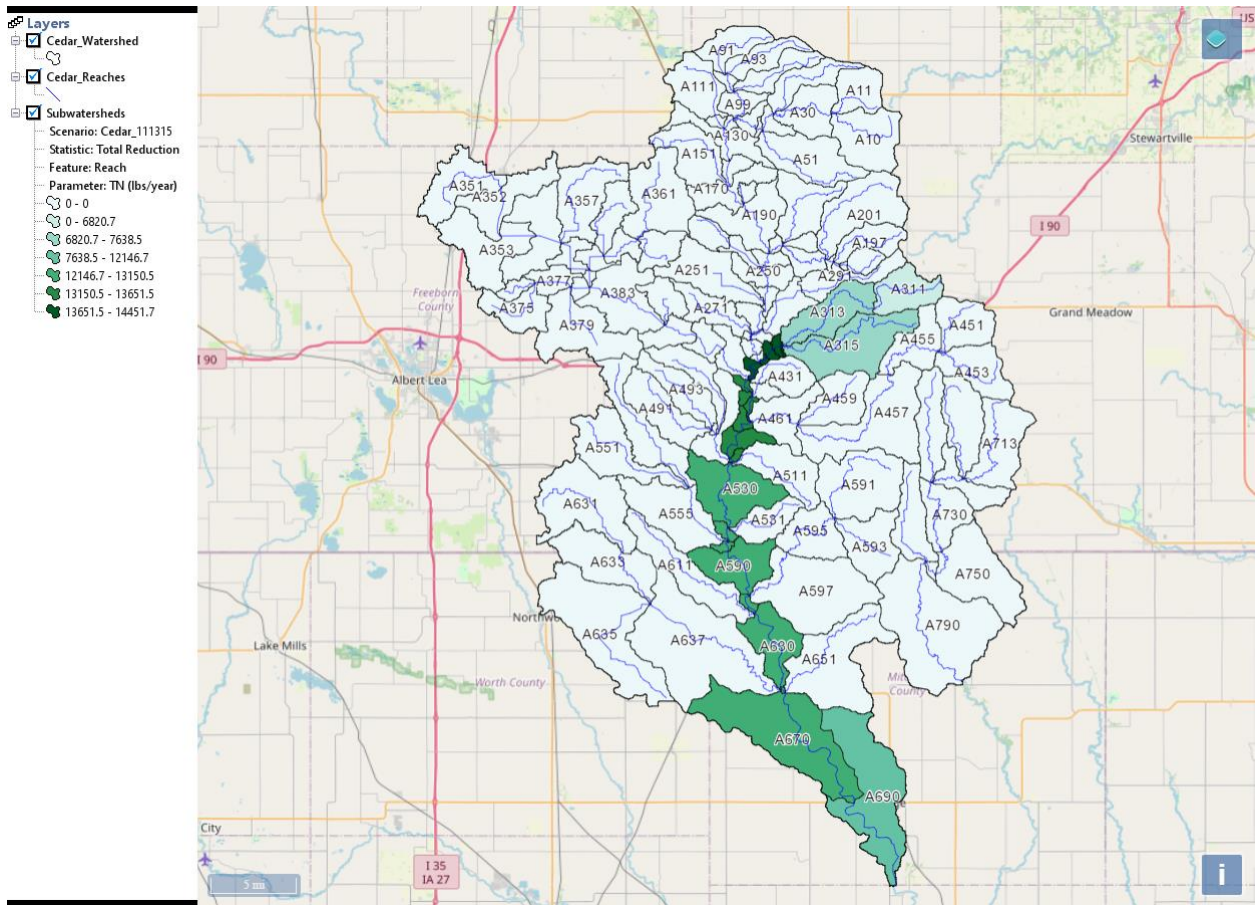 Layers
Cedar_Watershed
Cedar_Reaches
Subwatersheds
Scenario: Cedar_111315
Statistic: Total Reduction
Feature: Reach
Parameter: TN (lbs/year)
0 - 0
0 - 6820.7
6820.7 - 7638.5
7638.5 - 12146.7
12146.7 - 13150.5
13150.5 - 13651.5
13651.5 - 14451.7
A91
A93
A111
A11
A99
A30
A130
A10
Stewartville
A151
A51
A351
A352
A357
A361
A170
A190
A201
I 90
A197
A353
A251
A250
A291
A377
A383
A311
Freeborn
County
A375
A271
A313
Grand Meadow
A379
A315
A455
A451
I 90
Albert Lea
A431
A453
A493
A491
A459
A457
A461
A713
A551
A511
A530
A591
A631
A555
A531
A595
A730
A593
A633
A611
A590
A750
A597
A790
A635
A637
A630
A651
Lake Mills
Worth County
County
A670
A690
City
I 35
IA 27
i